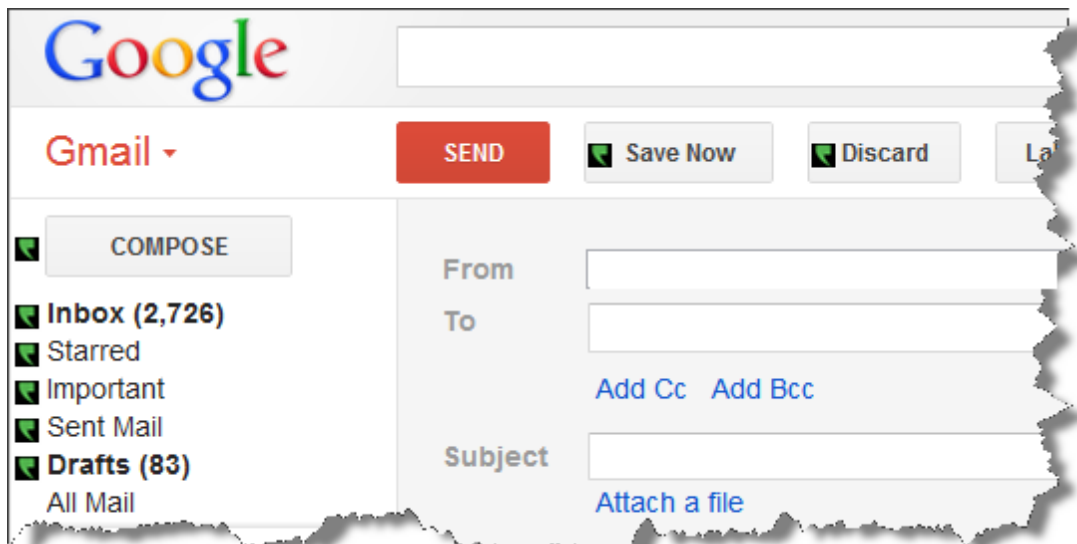 Google
Gmail
SEND
Save Now
Discard
COMPOSE
Inbox (2,726)
Starred
Important
Sent Mail
Drafts (83)
All Mail
From
To
Add Cc Add Bcc
Subject
Attach a file